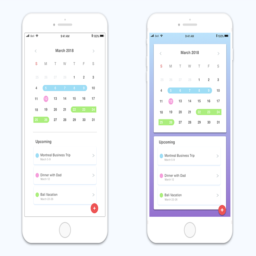 March 2018
S M T W T F S
1 2 3
4 5 6 7 8 9 10
11 12 13 14 15 16 17
18 19 20 21 22 23 24
25 26 27 28 29 30 31
Upcoming
Montreal Business Trip
Dinner with Dad
Bali Vacation
March 2018
S M T W T F S
1 2 3
4 5 6 7 8 9 10
11 12 13 14 15 16 17
18 19 20 21 22 23 24
25 26 27 28 29 30 31
Upcoming
Montreal Business Trip
Dinner with Dad
Bali Vacation